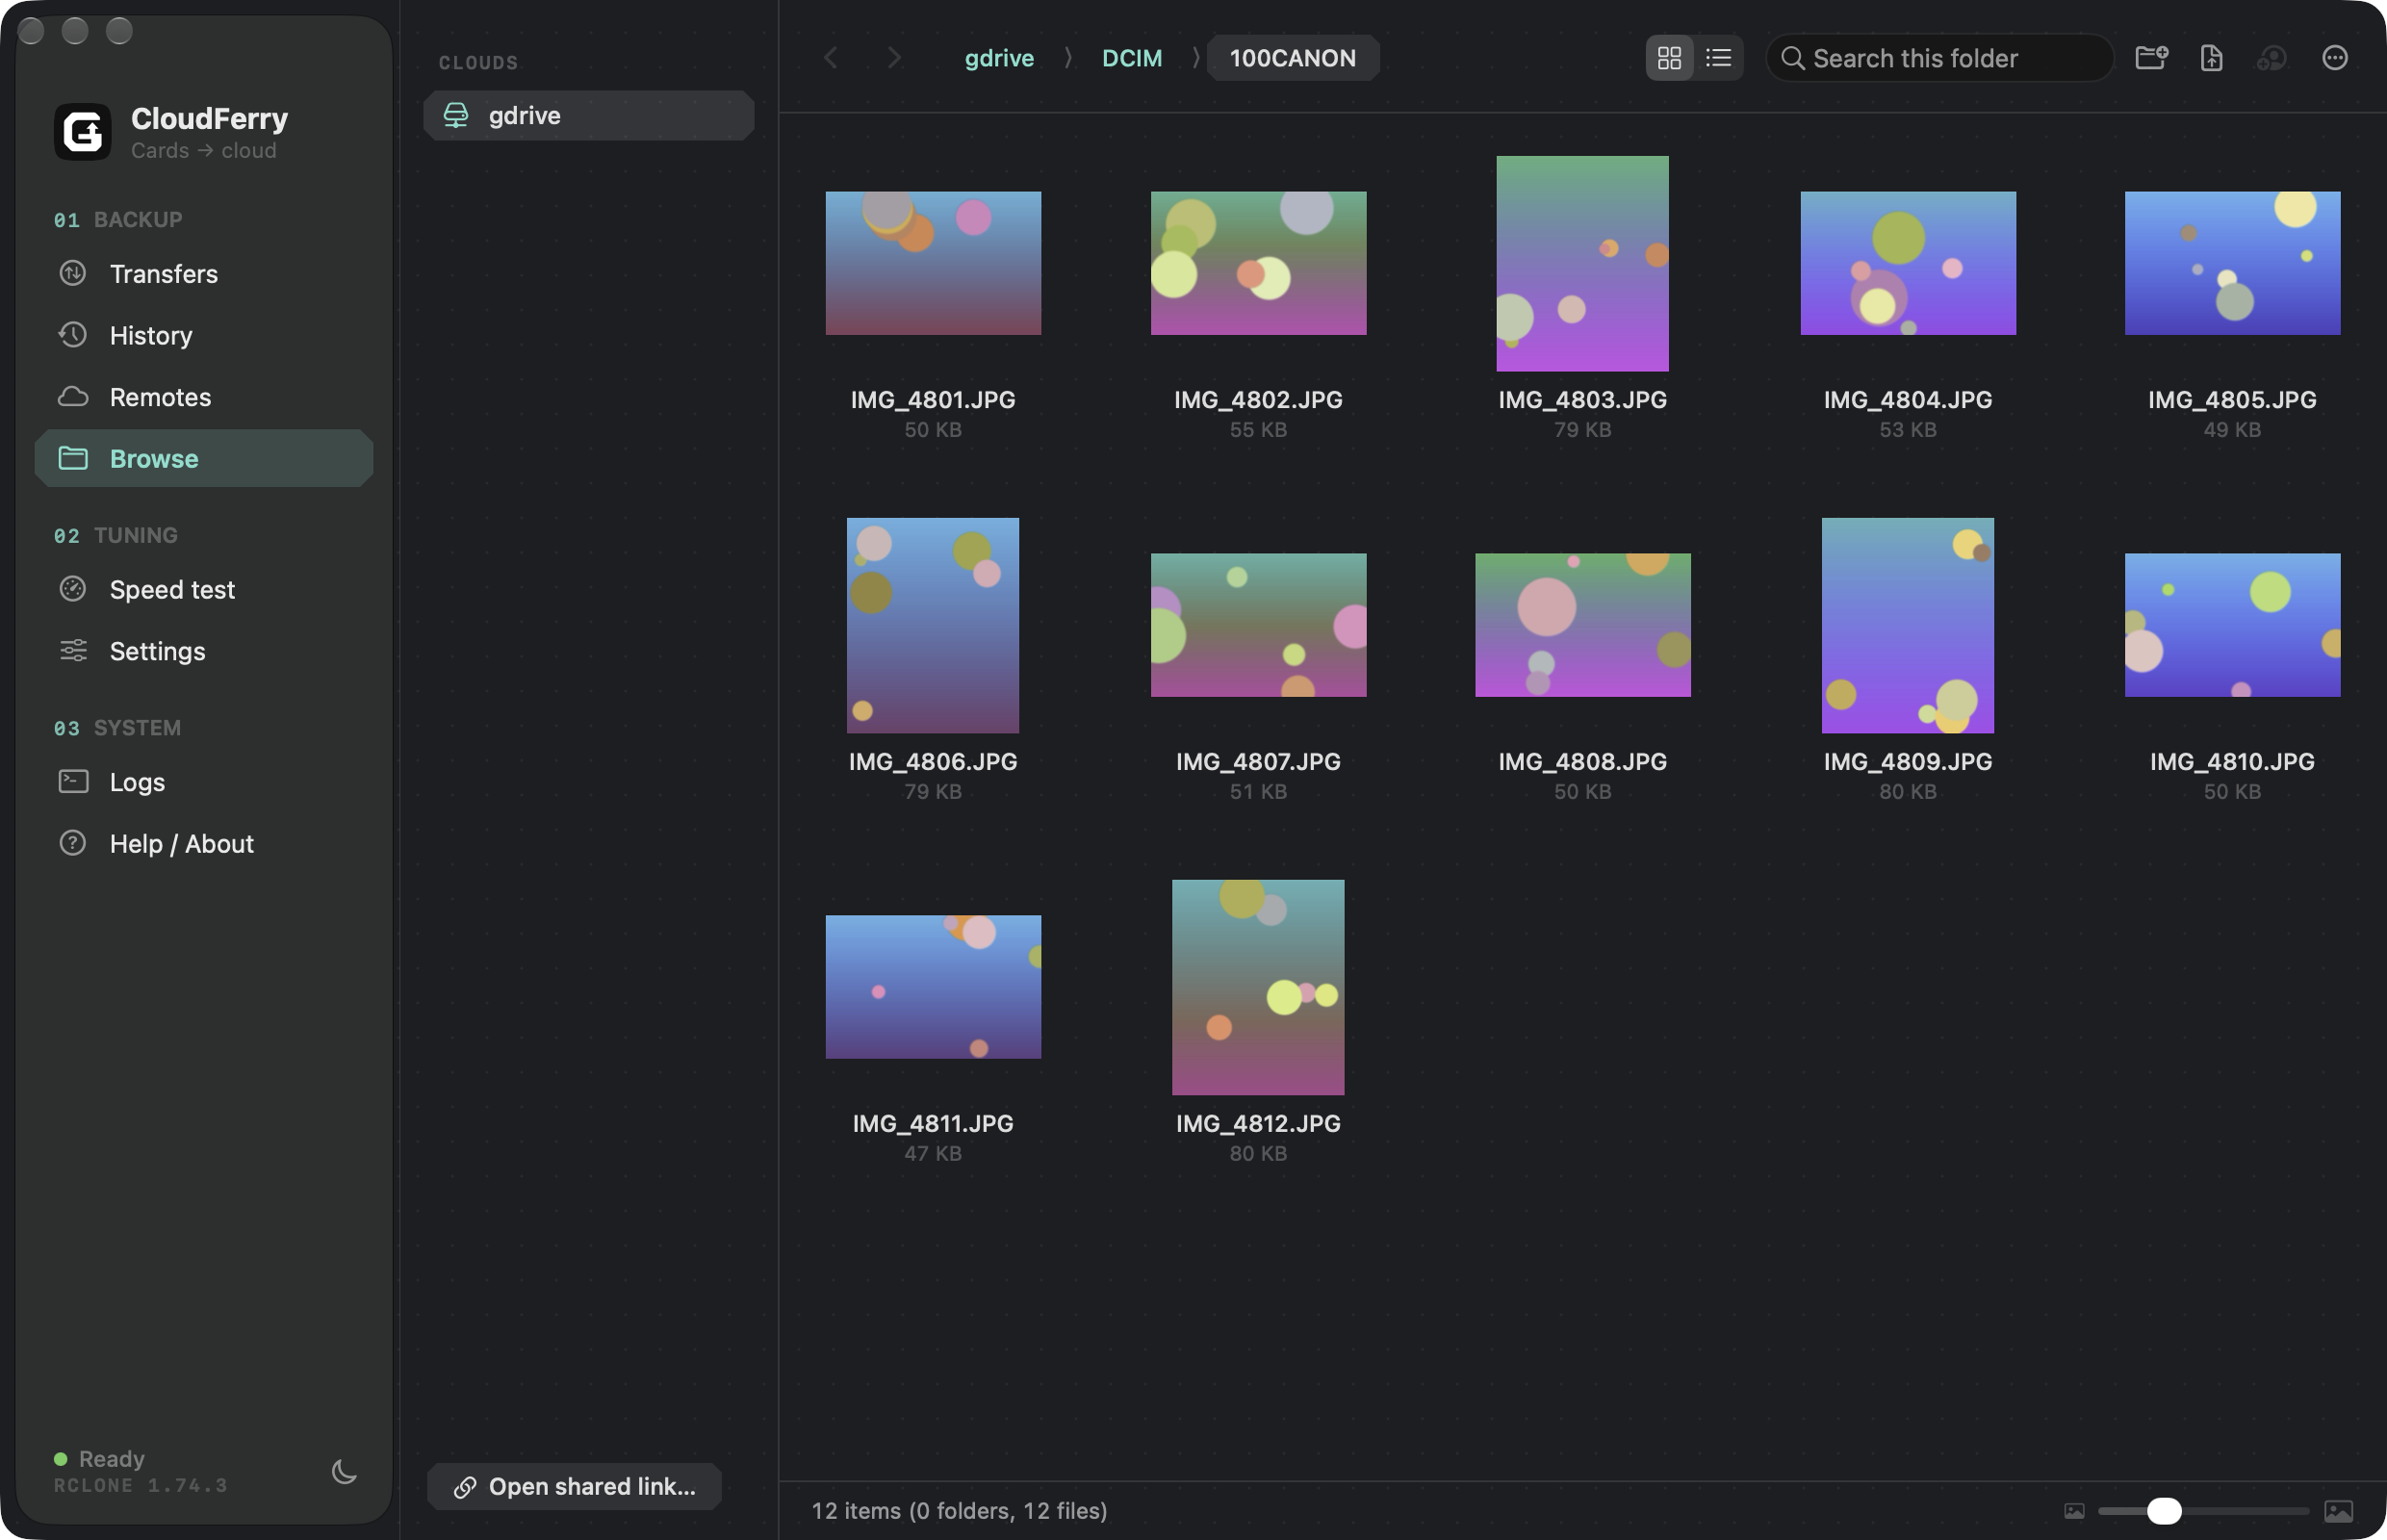 CloudFerry
Cards → cloud
01 BACKUP
Transfers
History
Remotes
Browse
02 TUNING
Speed test
Settings
03 SYSTEM
Logs
Help / About
Ready
RCLONE 1.74.3
CLOUDS
gdrive
Open shared link...
gdrive 〉 DCIM 〉 100CANON
Search this folder
IMG_4801.JPG
50 KB
IMG_4802.JPG
55 KB
IMG_4803.JPG
79 KB
IMG_4804.JPG
53 KB
IMG_4805.JPG
49 KB
IMG_4806.JPG
79 KB
IMG_4807.JPG
51 KB
IMG_4808.JPG
50 KB
IMG_4809.JPG
80 KB
IMG_4810.JPG
50 KB
IMG_4811.JPG
47 KB
IMG_4812.JPG
80 KB
12 items (0 folders, 12 files)